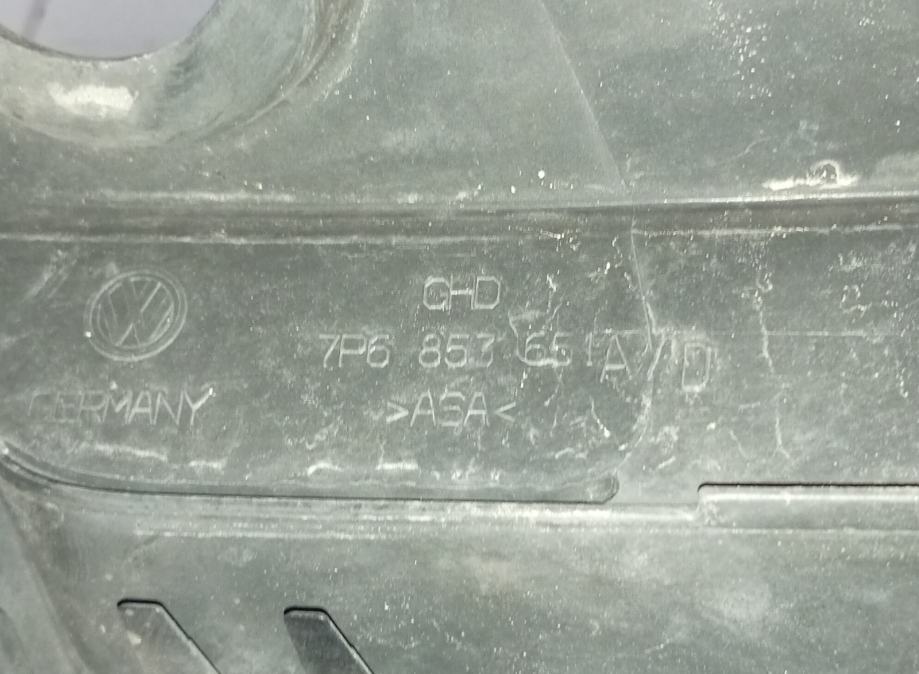 GHD
7P6 853 651 A/D
GERMANY
>ASA<